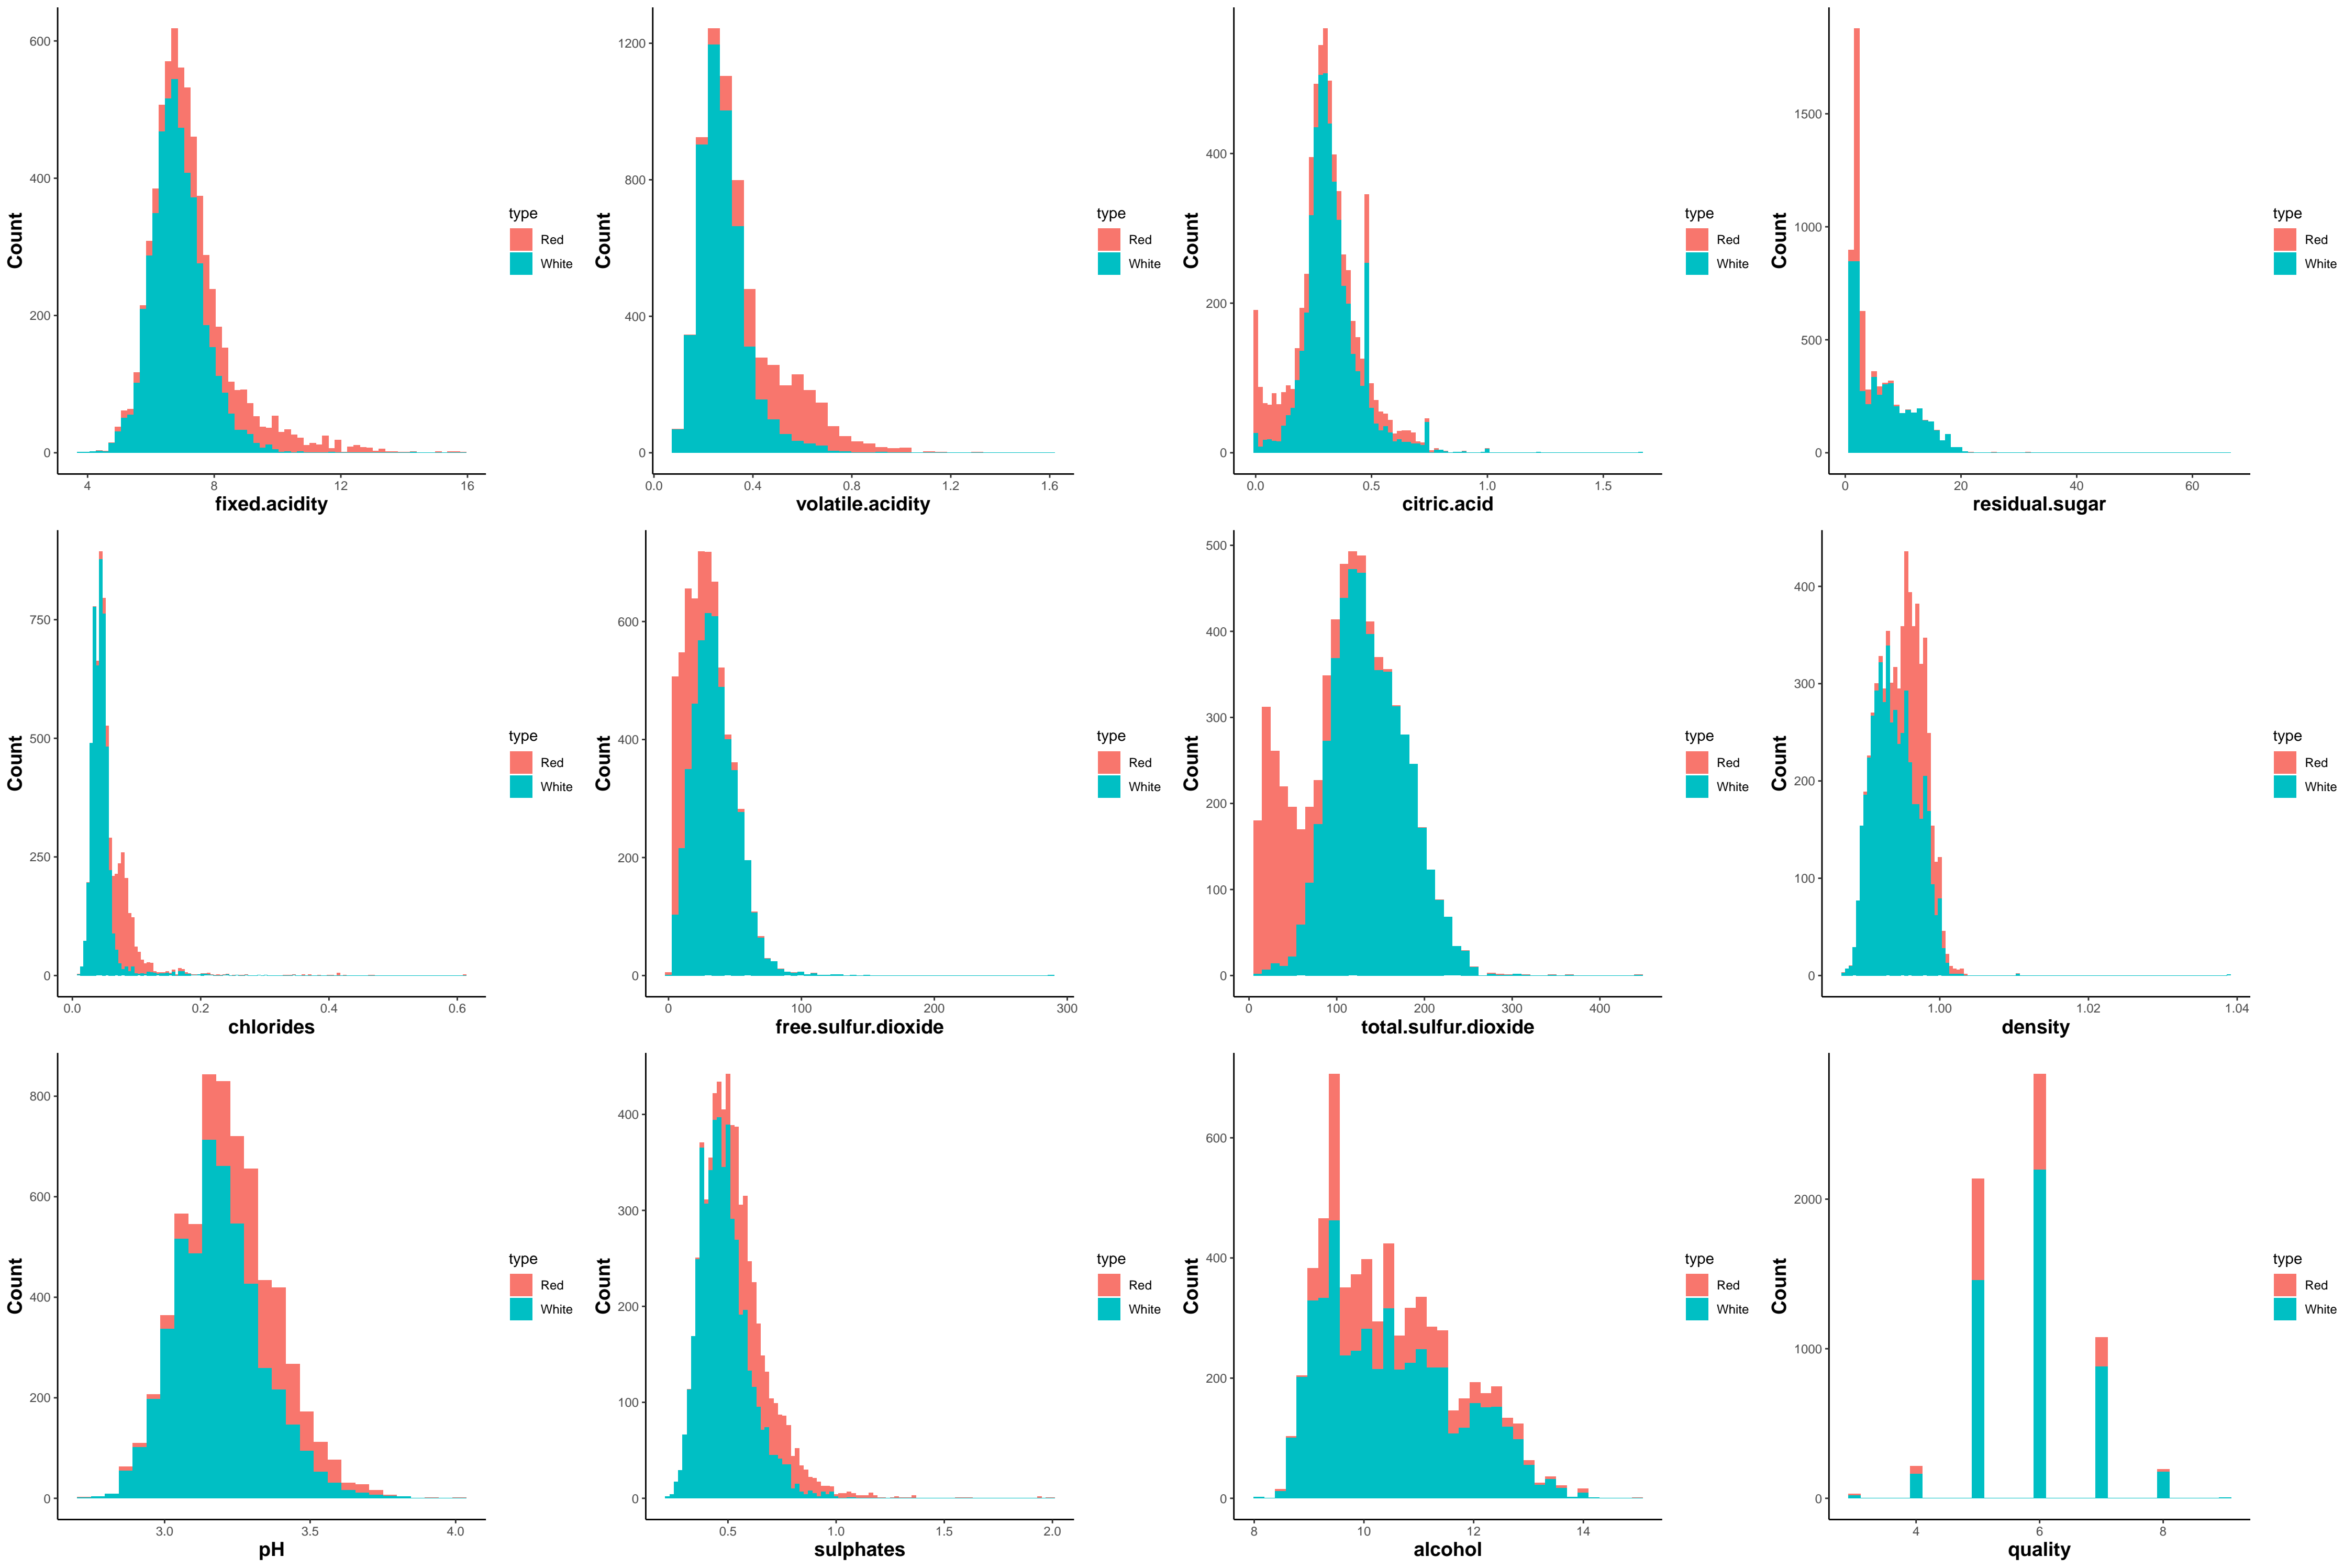 600
400
200
0
Count
4
8
12
16
fixed.acidity
type
Red
White
1200
800
400
0
Count
0.0
0.4
0.8
1.2
1.6
volatile.acidity
type
Red
White
400
200
0
Count
0.0
0.5
1.0
1.5
citric.acid
type
Red
White
1500
1000
500
0
Count
0
20
40
60
residual.sugar
type
Red
White
750
500
250
0
Count
0.0
0.2
0.4
0.6
chlorides
type
Red
White
600
400
200
0
Count
0
100
200
300
free.sulfur.dioxide
type
Red
White
500
400
300
200
100
0
Count
0
100
200
300
400
total.sulfur.dioxide
type
Red
White
400
300
200
100
0
Count
1.00
1.02
1.04
density
type
Red
White
800
600
400
200
0
Count
3.0
3.5
4.0
pH
type
Red
White
400
300
200
100
0
Count
0.5
1.0
1.5
2.0
sulphates
type
Red
White
600
400
200
0
Count
8
10
12
14
alcohol
type
Red
White
2000
1000
0
Count
4
6
8
quality
type
Red
White